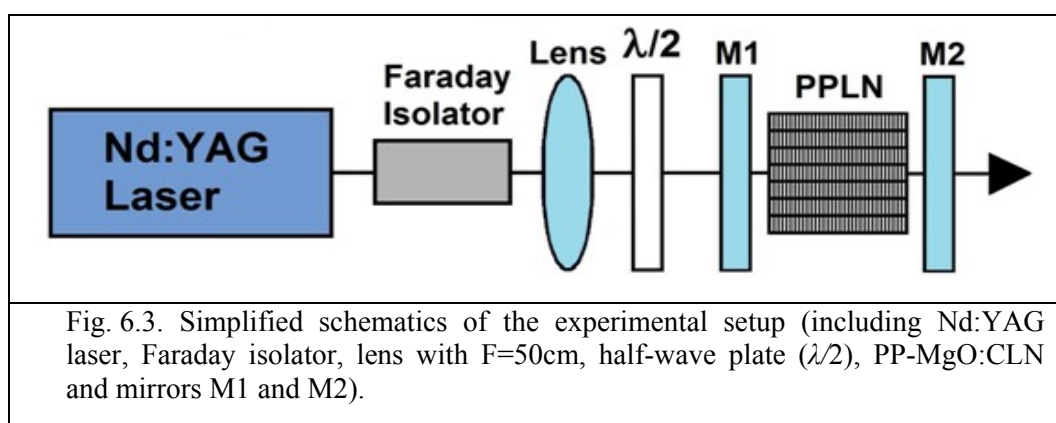 Nd:YAG
Laser
Faraday
Isolator
Lens
λ/2
M1
PPLN
M2
Fig. 6.3. Simplified schematics of the experimental setup (including Nd:YAG
laser, Faraday isolator, lens with F=50cm, half-wave plate (λ/2), PP-MgO:CLN
and mirrors M1 and M2).